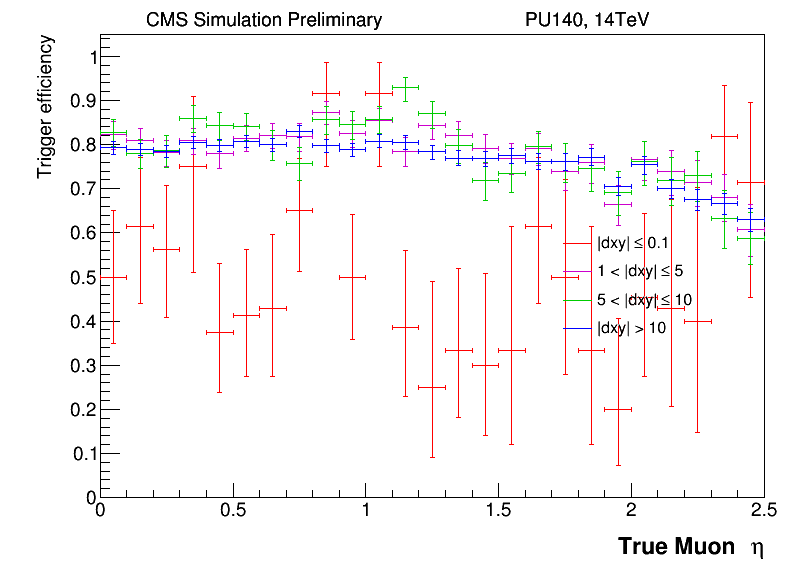 CMS Simulation Preliminary PU140, 14TeV
Trigger efficiency
1
0.9
0.8
0.7
0.6
0.5
0.4
0.3
0.2
0.1
0
|dxy| ≤ 0.1
1 < |dxy| ≤ 5
5 < |dxy| ≤ 10
|dxy| > 10
0 0.5 1 1.5 2 2.5
True Muon η